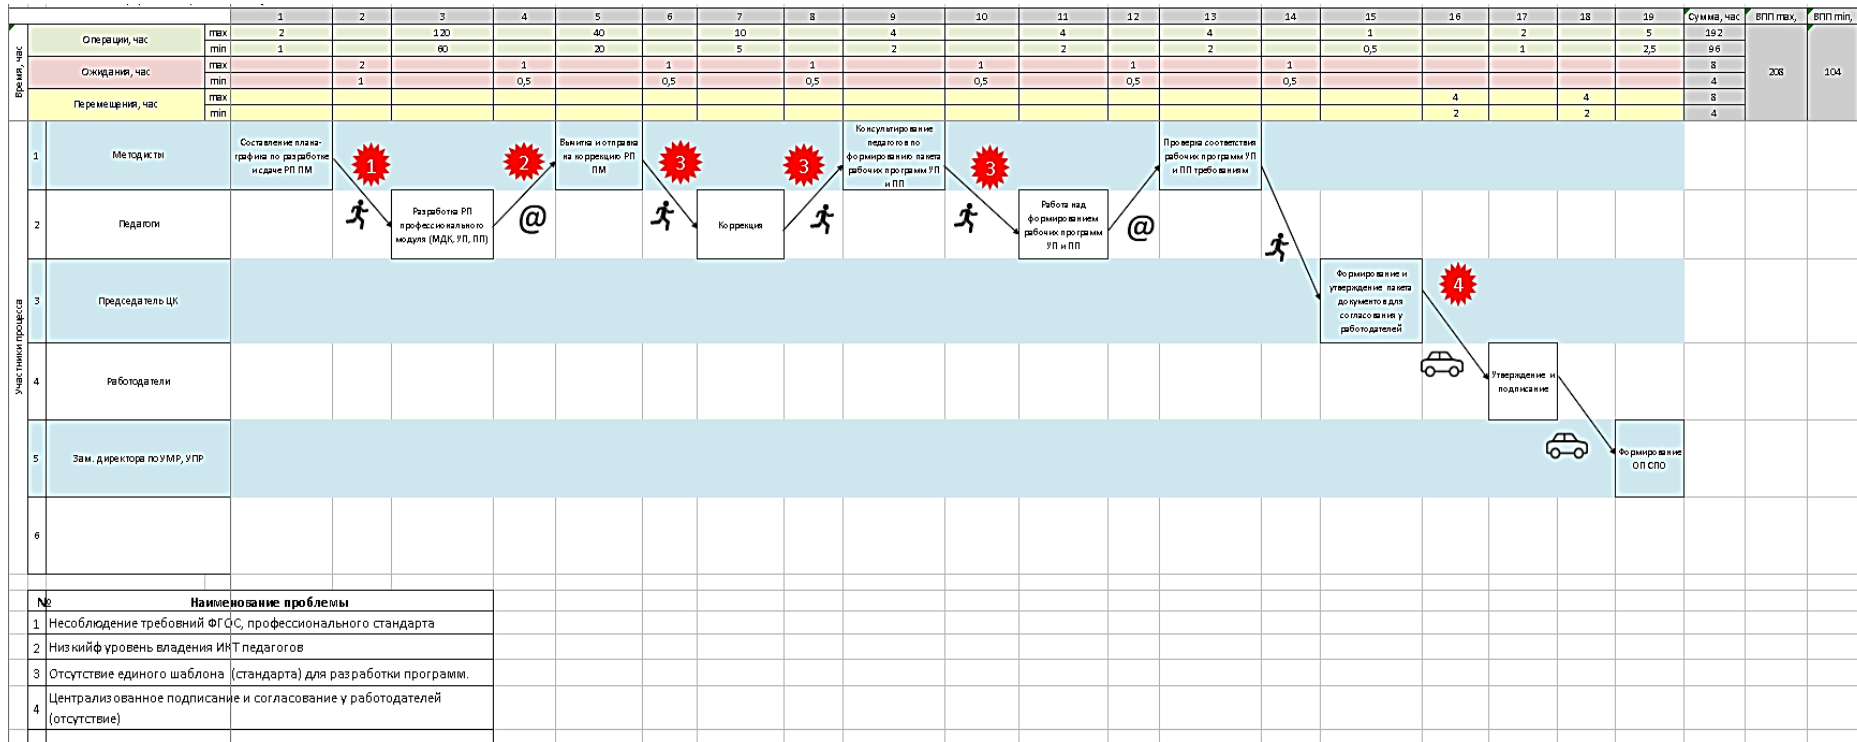 1 2 3 4 5 6 7 8 9 10 11 12 13 14 15 16 17 18 19 Сумма, час ВПП max, ВПП min,
Время, час
Операции, час
max 2 120 40 10 4 4 4 1 2 5 192
min 1 60 20 5 2 2 2 0,5 1 2,5 96
Ожидания, час
max 2 1 1 1 1 1 1 8
min 1 0,5 0,5 0,5 0,5 0,5 0,5 4
208 104
Перемещения, час
max 4 4 8
min 2 2 4
Участники процесса
1 Методисты
Составление плана-
графика по разработке
и сдаче РП ПМ
1
2
Вычитка и отправка
на коррекцию РП
ПМ
3
3
Консультирование
педагогов по
формированию пакета
рабочих программ УП
и ПП
3
Проверка соответствия
рабочих программ УП
и ПП требованиям
2 Педагоги
Разработка РП
профессионального
модуля (МДК, УП, ПП)
@
Коррекция
Работа над
формированием
рабочих программ
УП и ПП
@
3 Председатель ЦК
Формирование и
утверждение пакета
документов для
согласования у
работодателей
4
4 Работодатели
Утверждение и
подписание
5 Зам. директора по УМР, УПР
Формирование
ОП СПО
6
№ Наименование проблемы
1 Несоблюдение требовний ФГОС, профессионального стандарта
2 Низкийф уровень владения ИКТ педагогов
3 Отсутствие единого шаблона (стандарта) для разработки программ.
4 Централизованное подписание и согласование у работодателей
(отсутствие)